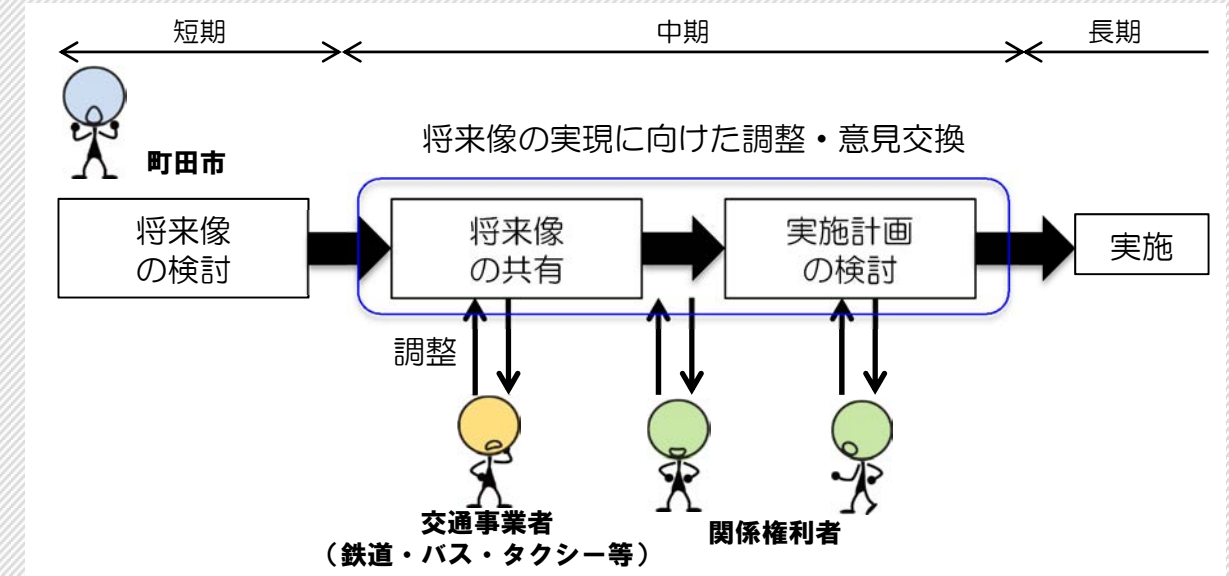 短期
中期
長期
町田市
将来像の実現に向けた調整・意見交換
将来像
の検討
将来像
の共有
実施計画
の検討
実施
調整
交通事業者
（鉄道・バス・タクシー等）
関係権利者